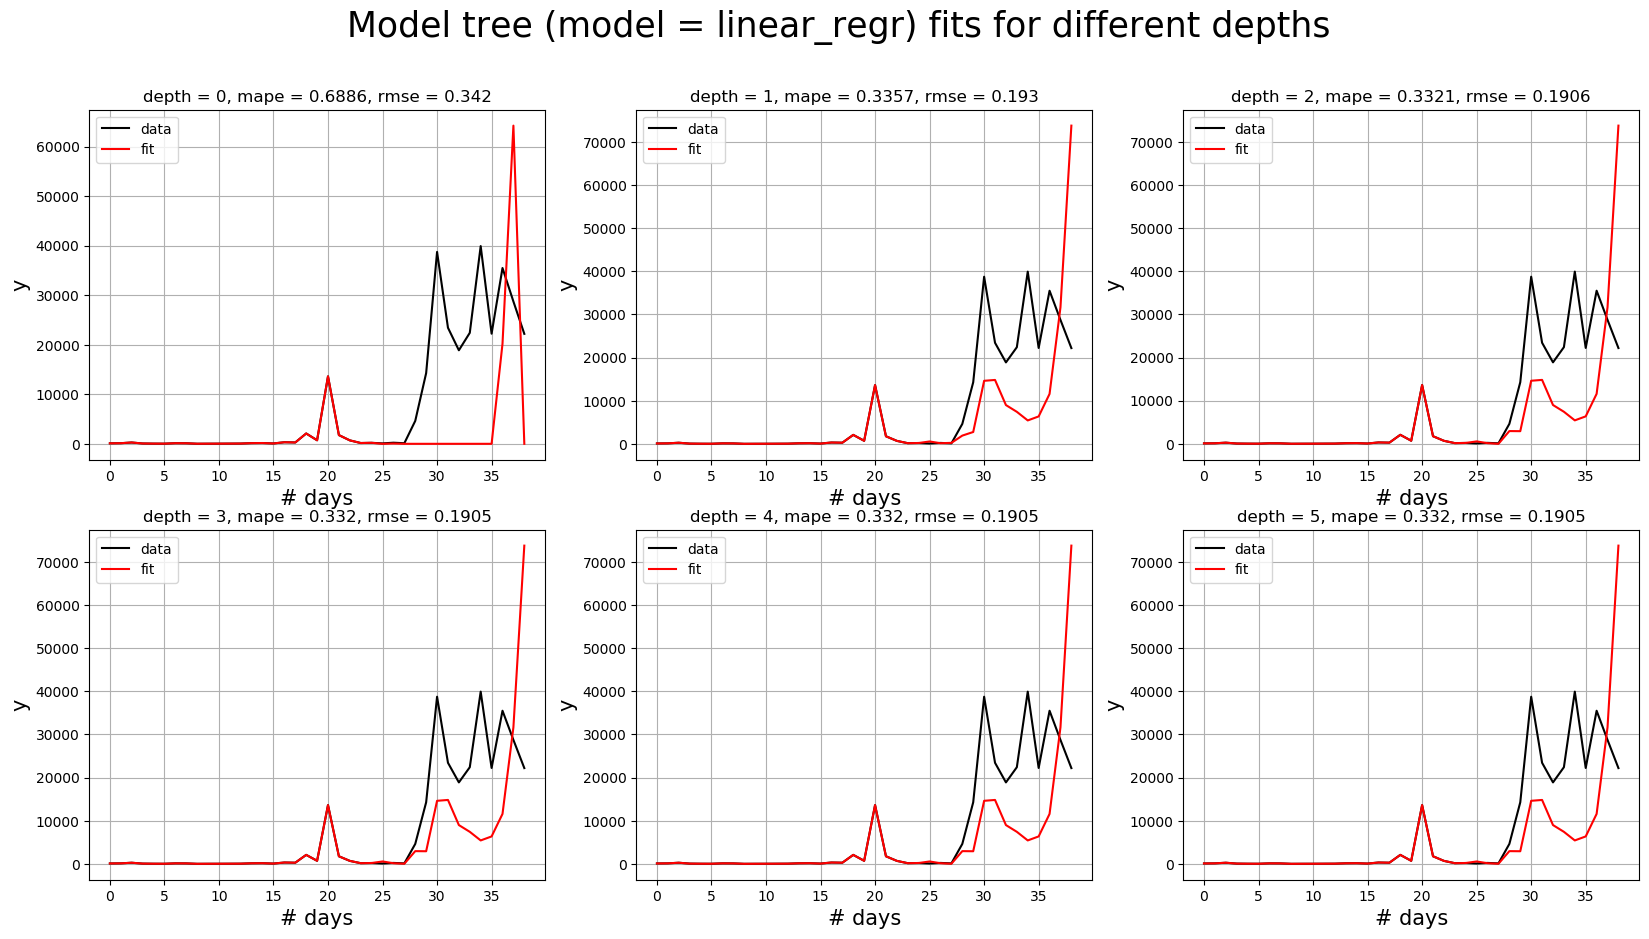 Model tree (model = linear_regr) fits for different depths
depth = 0, mape = 0.6886, rmse = 0.342
data
fit
60000
50000
40000
30000
20000
10000
0
y
0 5 10 15 20 25 30 35
# days
depth = 1, mape = 0.3357, rmse = 0.193
data
fit
70000
60000
50000
40000
30000
20000
10000
0
y
0 5 10 15 20 25 30 35
# days
depth = 2, mape = 0.3321, rmse = 0.1906
data
fit
70000
60000
50000
40000
30000
20000
10000
0
y
0 5 10 15 20 25 30 35
# days
depth = 3, mape = 0.332, rmse = 0.1905
data
fit
70000
60000
50000
40000
30000
20000
10000
0
y
0 5 10 15 20 25 30 35
# days
depth = 4, mape = 0.332, rmse = 0.1905
data
fit
70000
60000
50000
40000
30000
20000
10000
0
y
0 5 10 15 20 25 30 35
# days
depth = 5, mape = 0.332, rmse = 0.1905
data
fit
70000
60000
50000
40000
30000
20000
10000
0
y
0 5 10 15 20 25 30 35
# days